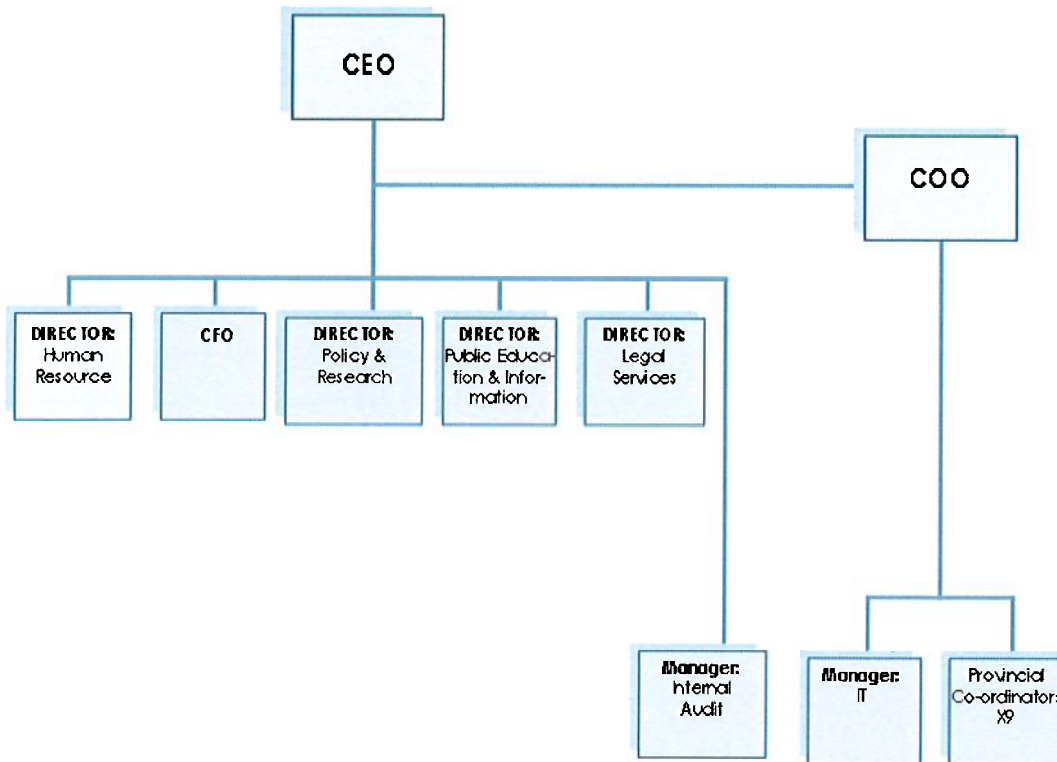 CEO
COO
DIRECTOR:
Human
Resource
CFO
DIRECTOR:
Policy &
Research
DIRECTOR:
Public Educa-
tion & Infor-
mation
DIRECTOR:
Legal
Services
Manager:
Internal
Audit
Manager:
IT
Provincial
Co-ordinator:
X9